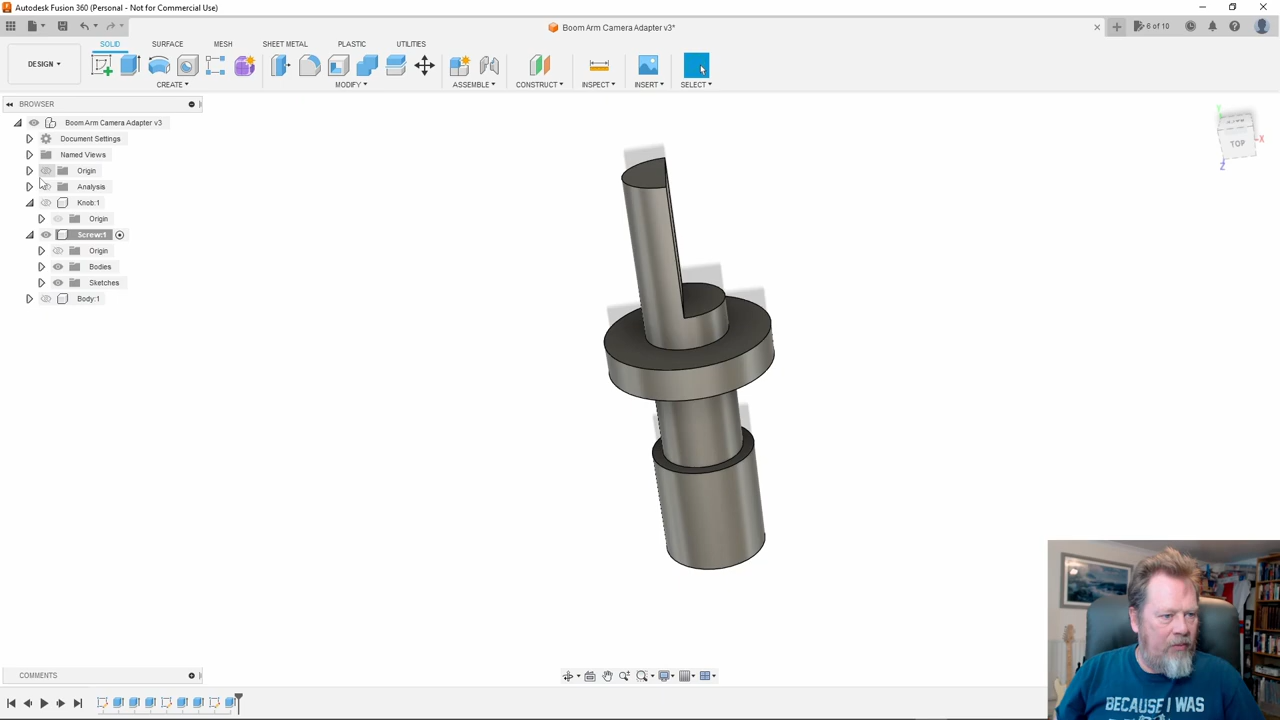 Autodesk Fusion 360 (Personal - Not for Commercial Use)
Boom Arm Camera Adapter v3*
6 of 10
DESIGN
SOLID
SURFACE
MESH
SHEET METAL
PLASTIC
UTILITIES
CREATE
MODIFY
ASSEMBLE
CONSTRUCT
INSPECT
INSERT
SELECT
BROWSER
Boom Arm Camera Adapter v3
Document Settings
Named Views
Origin
Analysis
Knob:1
Origin
Screw:1
Origin
Bodies
Sketches
Body:1
Y
X
Z
TOP
COMMENTS
BECAUSE I WAS